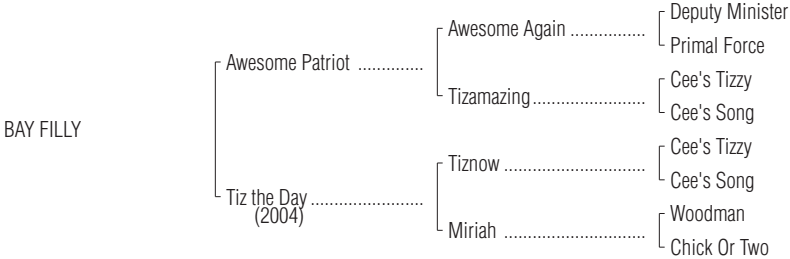 Deputy Minister
Awesome Again ......................
Primal Force
Awesome Patriot ..............
Cee's Tizzy
Tizamazing.................................
Cee's Song
BAY FILLY
Cee's Tizzy
Tiznow ..........................................
Cee's Song
Tiz the Day.................................
(2004)
Woodman
Miriah ..........................................
Chick Or Two